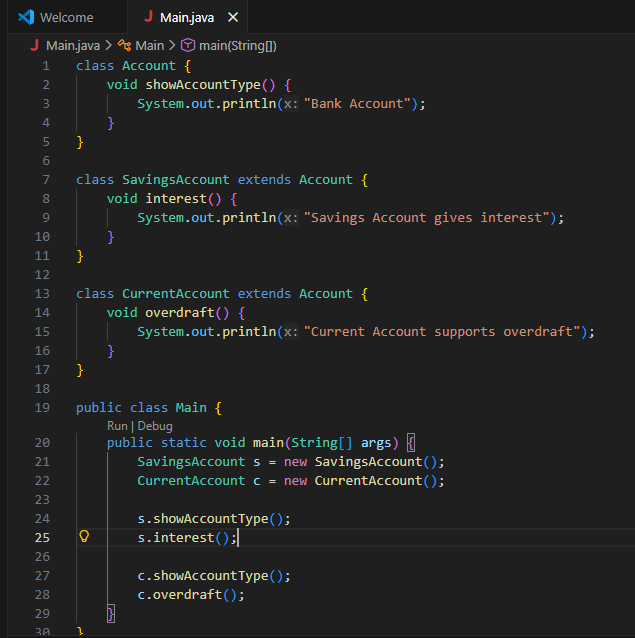 Welcome
J Main.java ×
J Main.java > Main > main(String[])
1 class Account {
2 void showAccountType() {
3 System.out.println(x: "Bank Account");
4 }
5 }
6
7 class SavingsAccount extends Account {
8 void interest() {
9 System.out.println(x: "Savings Account gives interest");
10 }
11 }
12
13 class CurrentAccount extends Account {
14 void overdraft() {
15 System.out.println(x: "Current Account supports overdraft");
16 }
17 }
18
19 public class Main {
Run | Debug
20 public static void main(String[] args) {
21 SavingsAccount s = new SavingsAccount();
22 CurrentAccount c = new CurrentAccount();
23
24 s.showAccountType();
25 s.interest();
26
27 c.showAccountType();
28 c.overdraft();
29 }
30 }